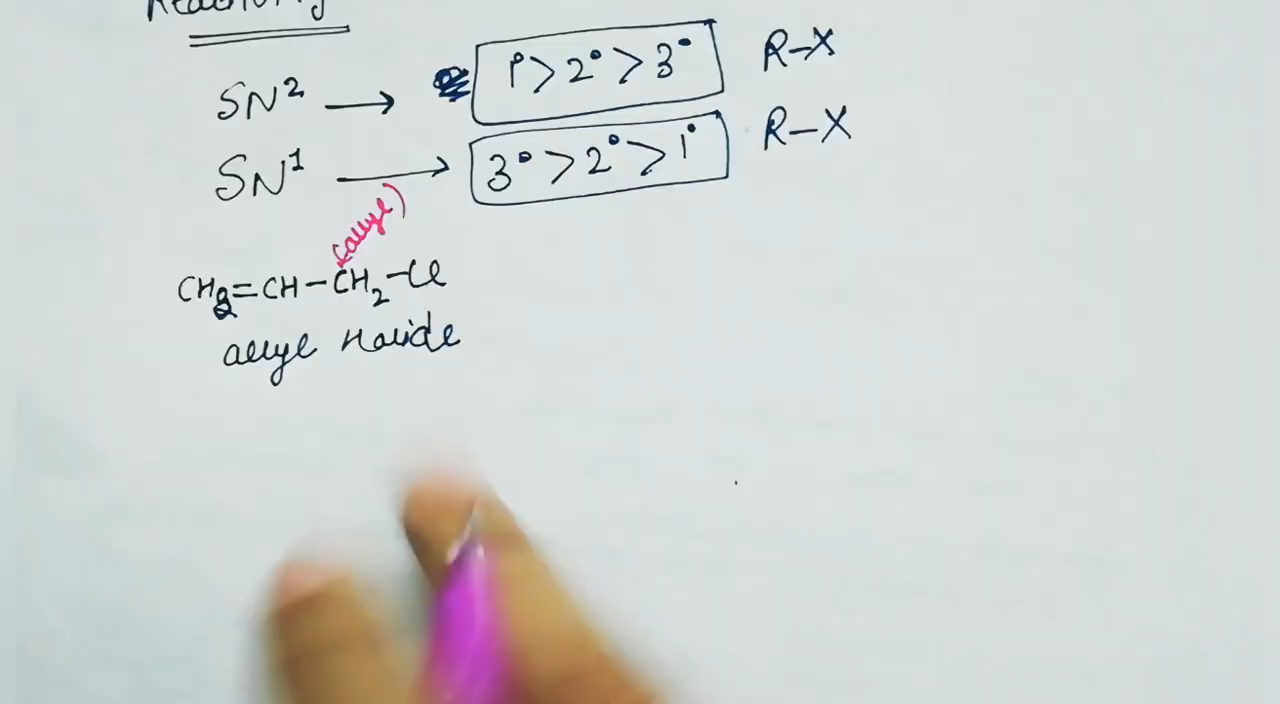 SN² → 1° > 2° > 3° R-X
SN¹ → 3° > 2° > 1° R-X
(allyl)
CH2=CH-CH2-Cl
allyl Halide